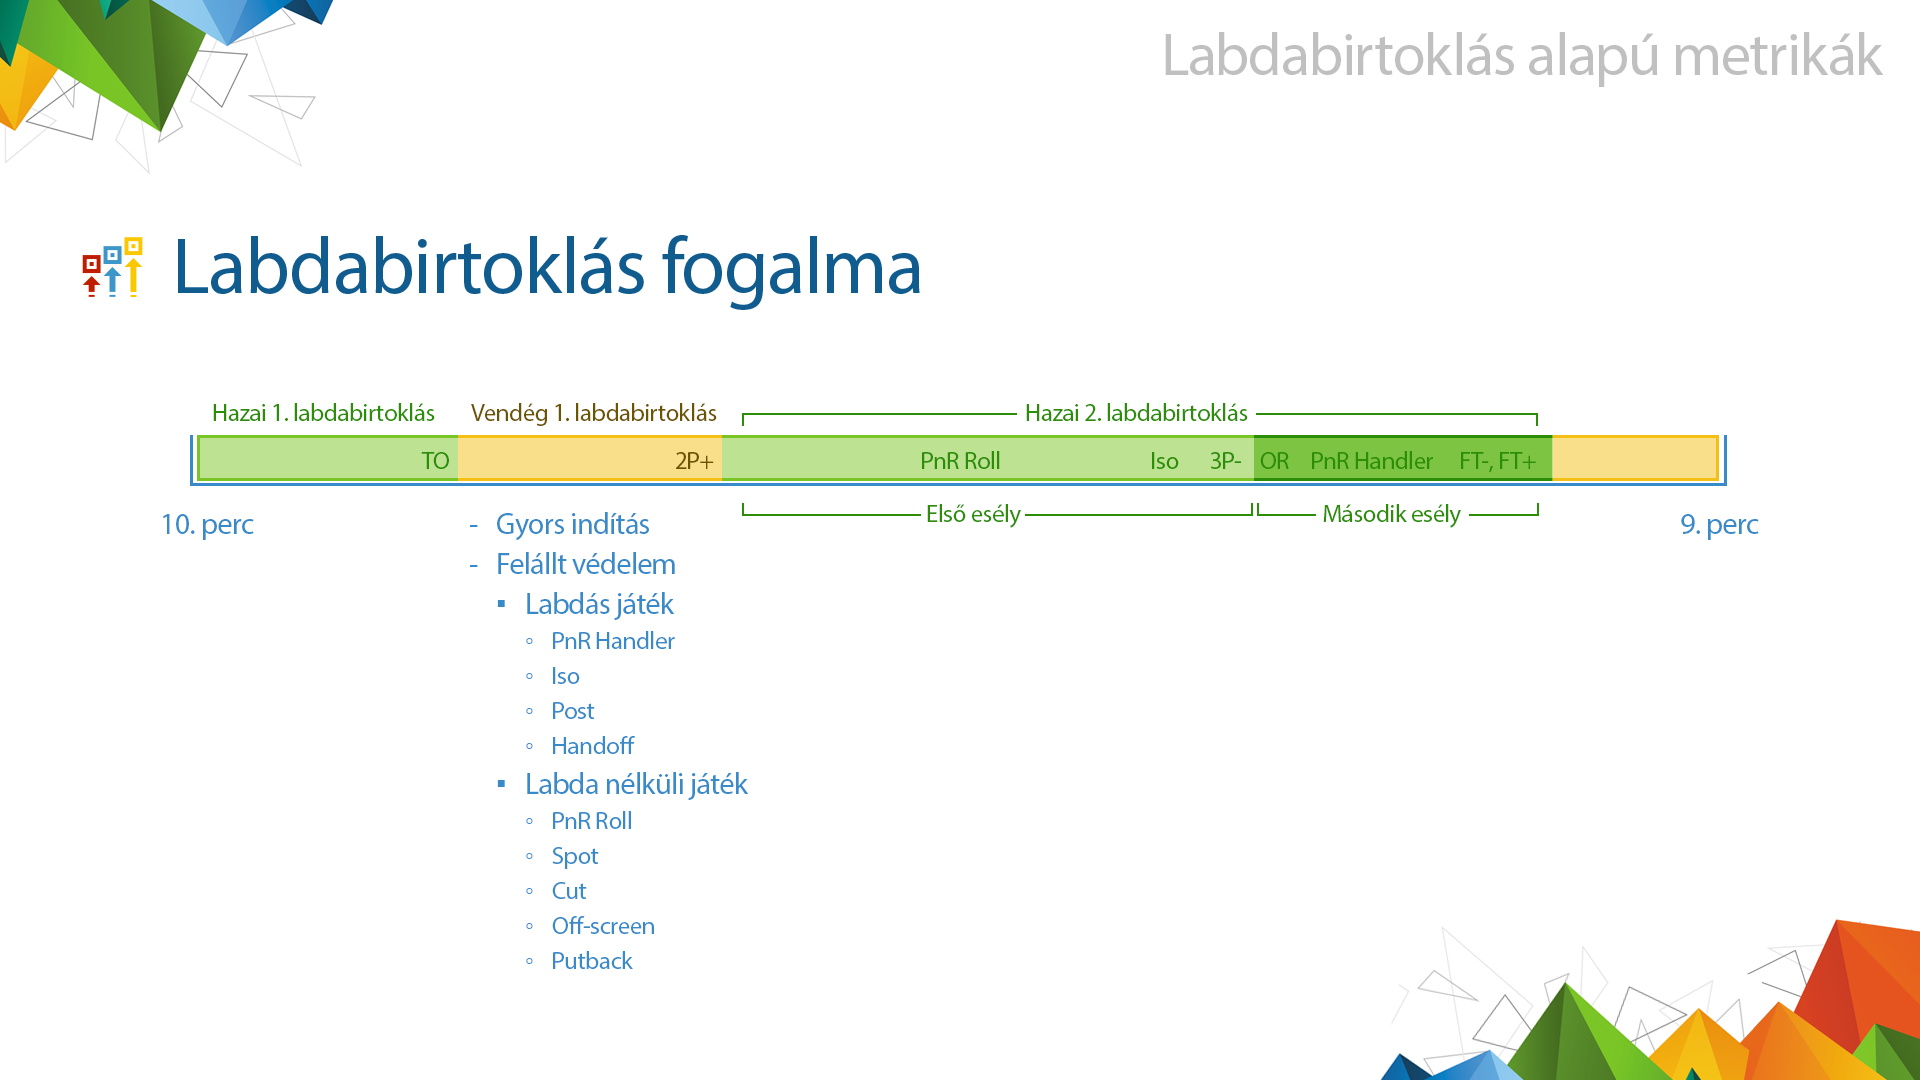 Labdabirtoklás alapú metrikák
Labdabirtoklás fogalma
Hazai 1. labdabirtoklás Vendég 1. labdabirtoklás Hazai 2. labdabirtoklás
TO 2P+ PnR Roll Iso 3P- OR PnR Handler FT-, FT+
Első esély Második esély
10. perc 9. perc
- Gyors indítás
- Felállt védelem
▪ Labdás játék
◦ PnR Handler
◦ Iso
◦ Post
◦ Handoff
▪ Labda nélküli játék
◦ PnR Roll
◦ Spot
◦ Cut
◦ Off-screen
◦ Putback